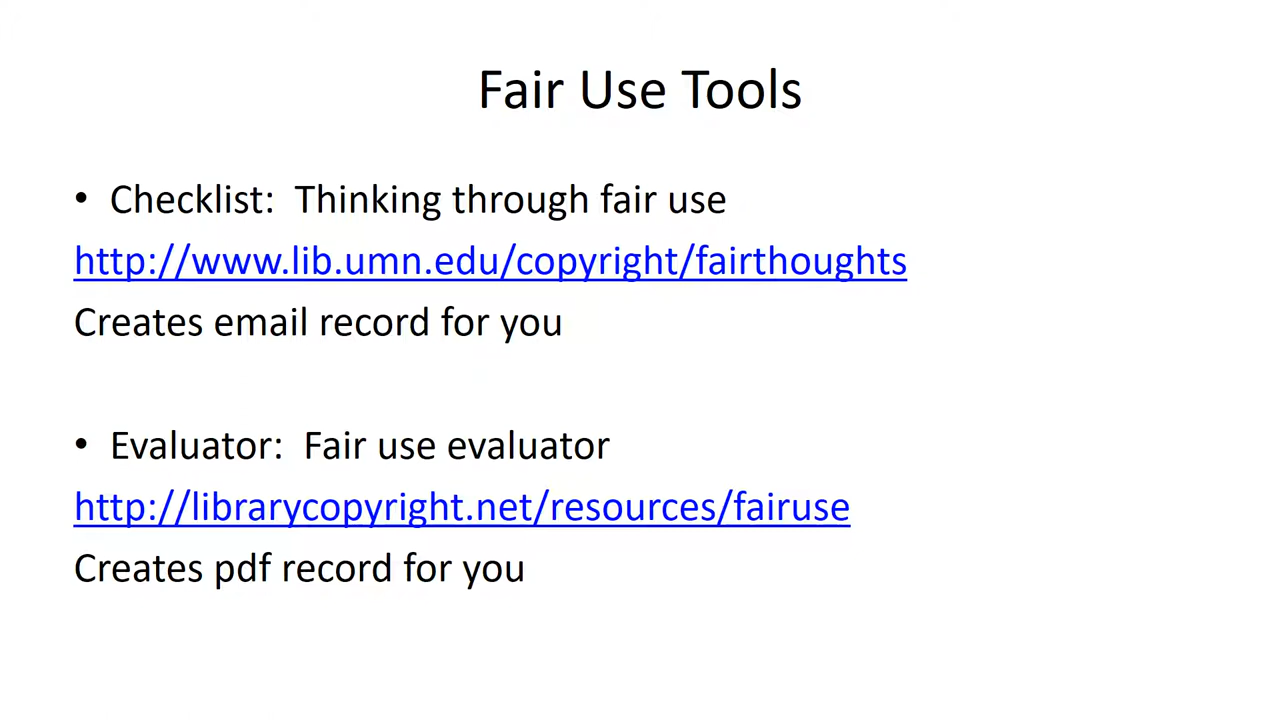 Fair Use Tools
• Checklist:  Thinking through fair use
http://www.lib.umn.edu/copyright/fairthoughts
Creates email record for you
• Evaluator:  Fair use evaluator
http://librarycopyright.net/resources/fairuse
Creates pdf record for you